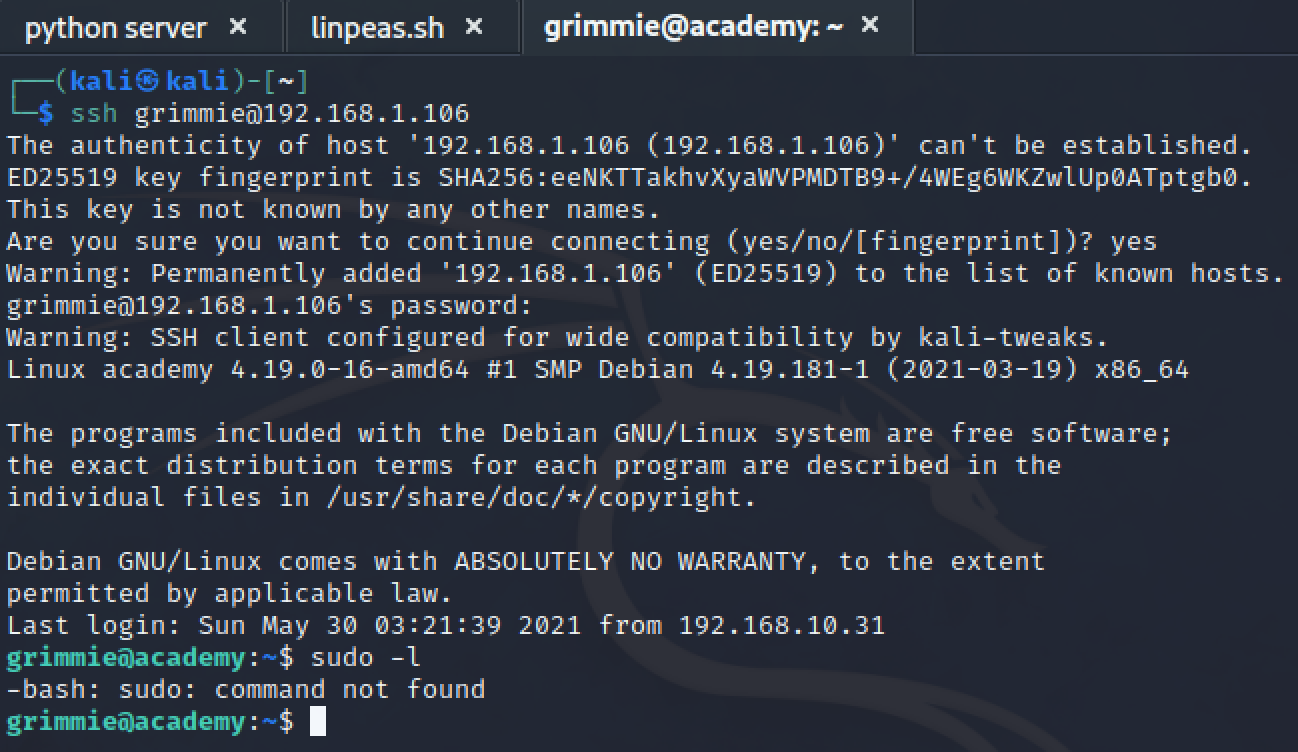 python server ×
linpeas.sh ×
grimmie@academy: ~ ×
┌──(kali㉿kali)-[~]
└─$ ssh grimmie@192.168.1.106
The authenticity of host '192.168.1.106 (192.168.1.106)' can't be established.
ED25519 key fingerprint is SHA256:eeNKTTakhvXyaWVPMDTB9+/4WEg6WKZwlUp0ATptgb0.
This key is not known by any other names.
Are you sure you want to continue connecting (yes/no/[fingerprint])? yes
Warning: Permanently added '192.168.1.106' (ED25519) to the list of known hosts.
grimmie@192.168.1.106's password:
Warning: SSH client configured for wide compatibility by kali-tweaks.
Linux academy 4.19.0-16-amd64 #1 SMP Debian 4.19.181-1 (2021-03-19) x86_64
The programs included with the Debian GNU/Linux system are free software;
the exact distribution terms for each program are described in the
individual files in /usr/share/doc/*/copyright.
Debian GNU/Linux comes with ABSOLUTELY NO WARRANTY, to the extent
permitted by applicable law.
Last login: Sun May 30 03:21:39 2021 from 192.168.10.31
grimmie@academy:~$ sudo -l
-bash: sudo: command not found
grimmie@academy:~$